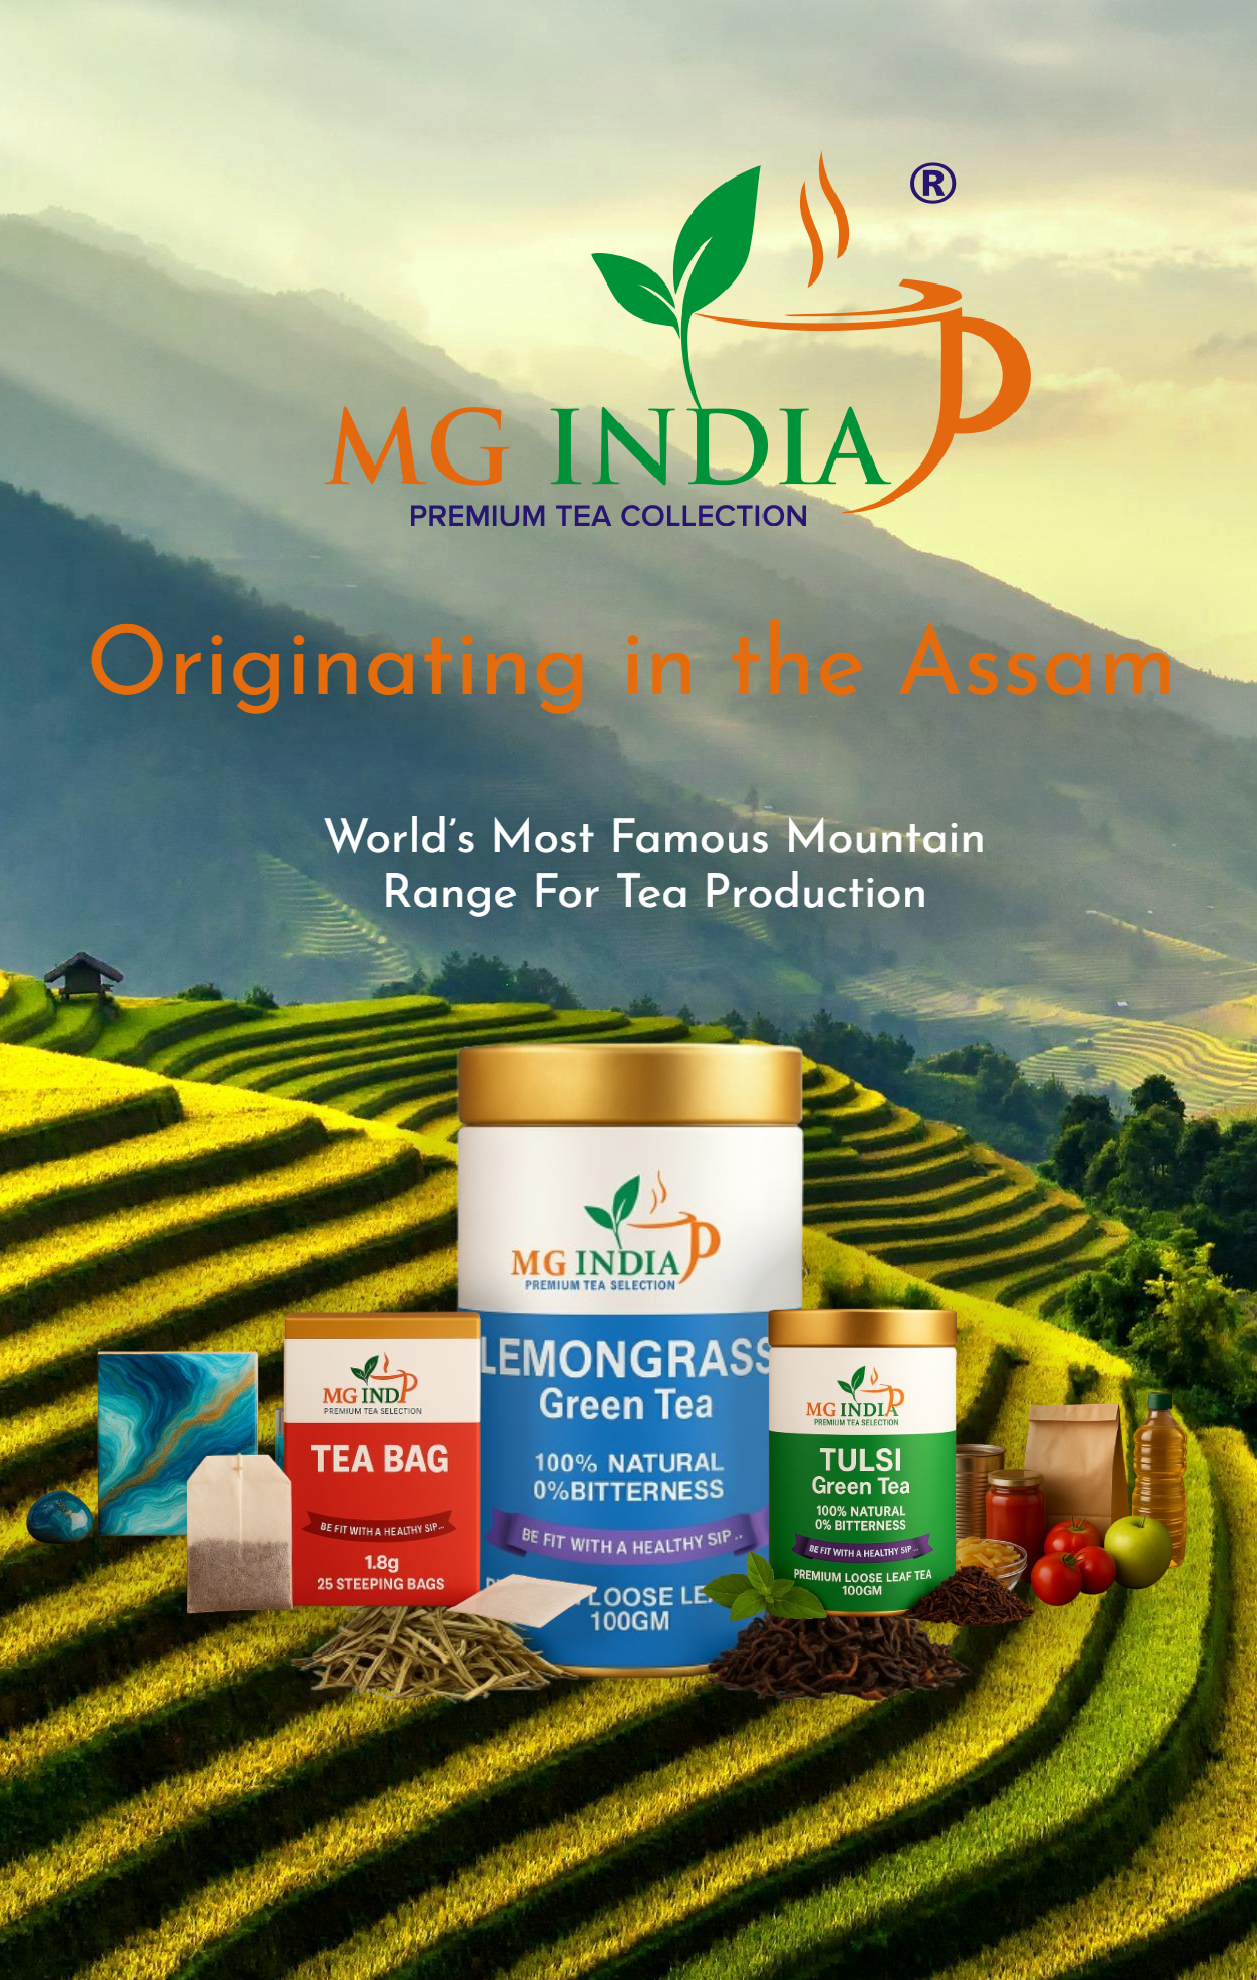 ®
MG INDIA
PREMIUM TEA COLLECTION
Originating in the Assam
World's Most Famous Mountain
Range For Tea Production
MG INDIA
PREMIUM TEA SELECTION
LEMONGRASS
Green Tea
100% NATURAL
0%BITTERNESS
BE FIT WITH A HEALTHY SIP ..
LOOSE LE
100GM
MG IND
PREMIUM TEA SELECTION
TEA BAG
BE FIT WITH A HEALTHY SIP...
1.8g
25 STEEPING BAGS
MG INDIA
PREMIUM TEA SELECTION
TULSI
Green Tea
100% NATURAL
0% BITTERNESS
BE FIT WITH A HEALTHY SIP ...
PREMIUM LOOSE LEAF TEA
100GM